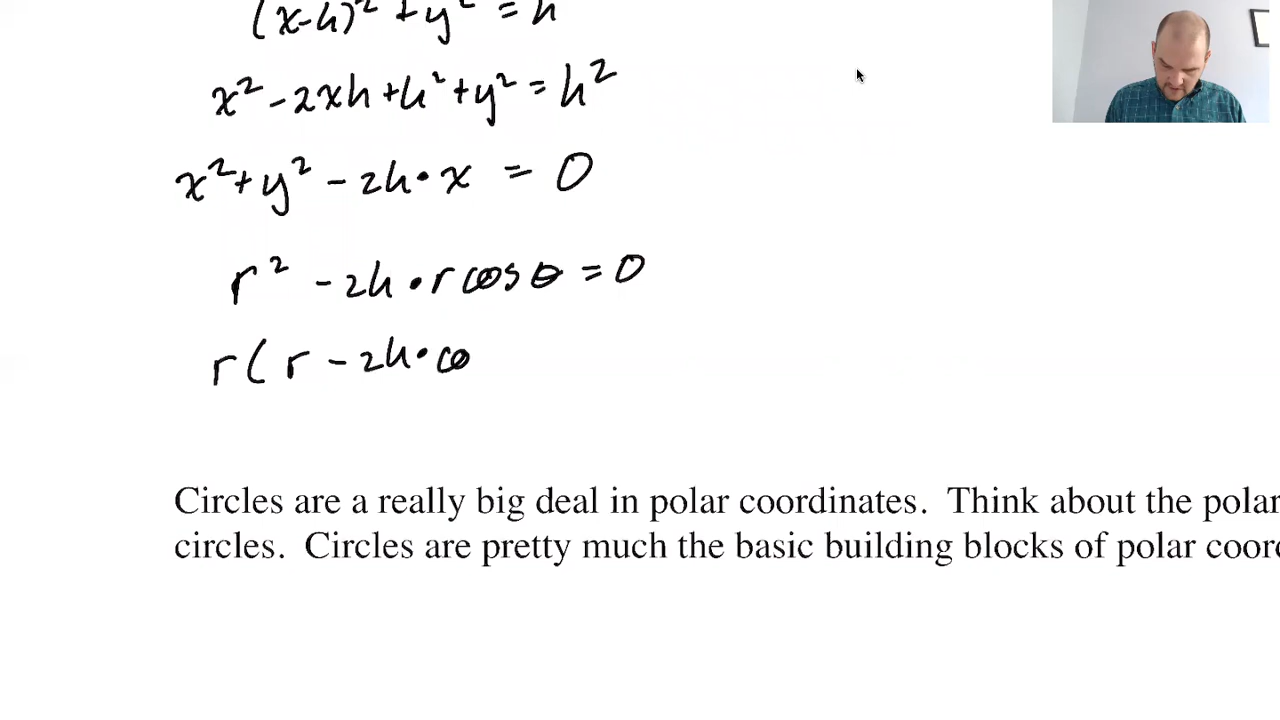 (x-h)² + y² = h
x² - 2xh + h² + y² = h²
x² + y² - 2h • x = 0
r² - 2h • r cos θ = 0
r( r - 2h • co
Circles are a really big deal in polar coordinates. Think about the polar
circles. Circles are pretty much the basic building blocks of polar coor